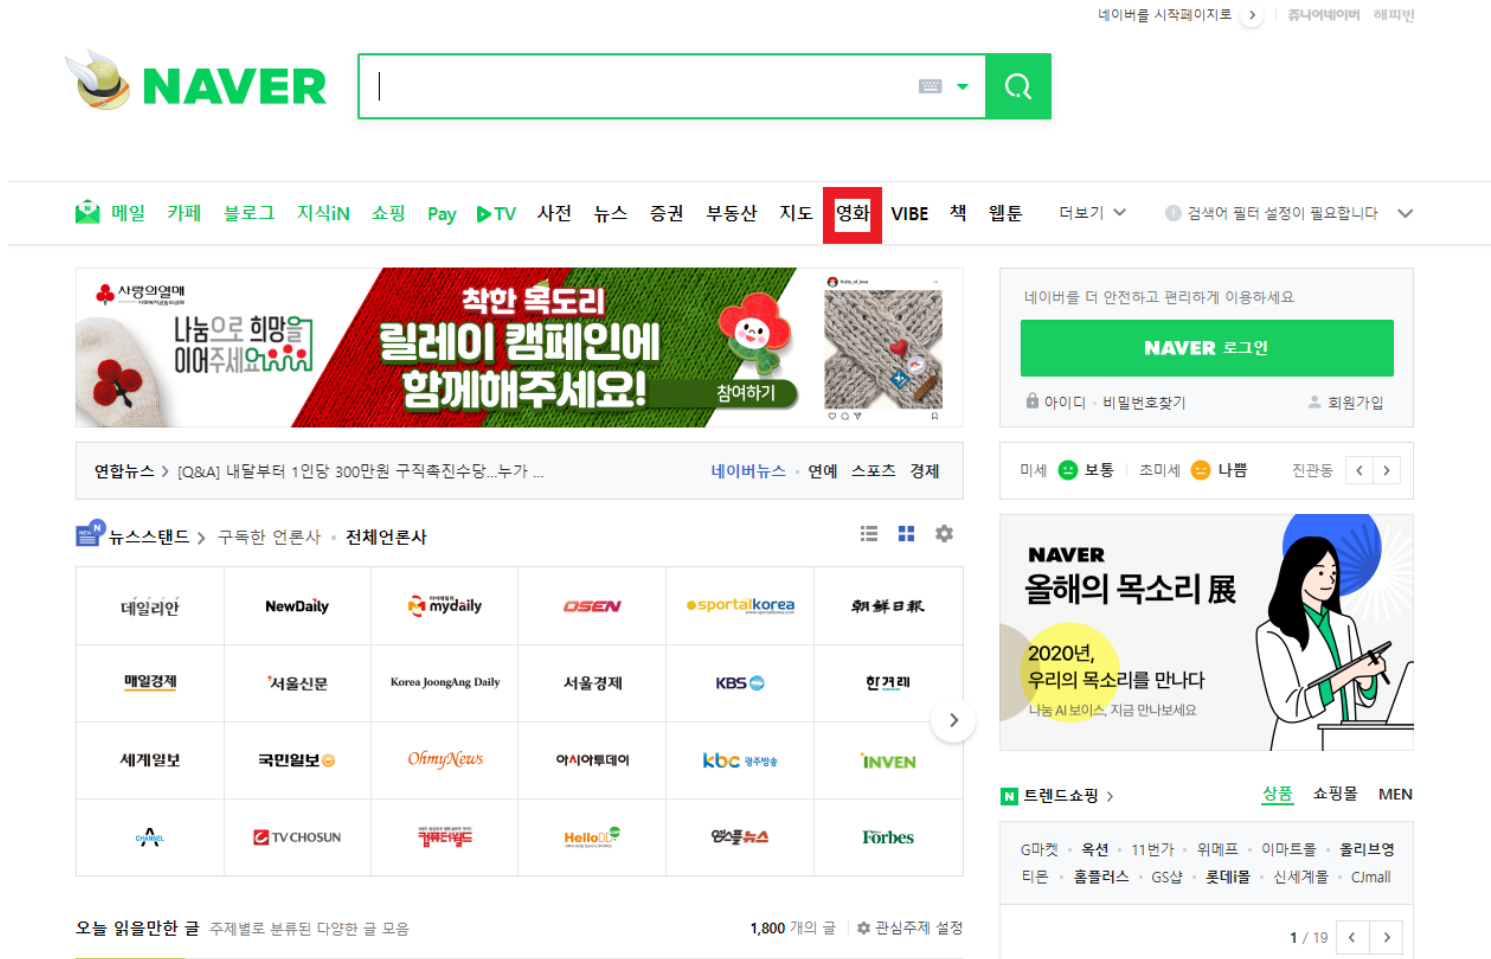 네이버를 시작페이지로 쥬니어네이버 해피빈
NAVER
메일 카페 블로그 지식iN 쇼핑 Pay TV 사전 뉴스 증권 부동산 지도 영화 VIBE 책 웹툰 더보기 검색어 필터 설정이 필요합니다
사랑의열매
나눔으로 희망을
이어주세요
착한 목도리
릴레이 캠페인에
함께해주세요!
참여하기
네이버를 더 안전하고 편리하게 이용하세요
NAVER 로그인
아이디 · 비밀번호찾기 회원가입
연합뉴스 > [Q&A] 내달부터 1인당 300만원 구직촉진수당...누가 ...
네이버뉴스 · 연예 스포츠 경제
미세 보통 초미세 나쁨 진관동
뉴스스탠드 > 구독한 언론사 · 전체언론사
데일리안 NewDaily mydaily OSEN sportalkorea 朝鮮日報
매일경제 서울신문 Korea JoongAng Daily 서울경제 KBS 한겨레
세계일보 국민일보 OhmyNews 아시아투데이 kbc 광주방송 INVEN
CHANNEL A TV CHOSUN 컴퓨터월드 HelloDD 엠스플뉴스 Forbes
NAVER
올해의 목소리 展
2020년,
우리의 목소리를 만나다
나눔 AI 보이스, 지금 만나보세요
N 트렌드쇼핑 > 상품 쇼핑몰 MEN
G마켓 · 옥션 · 11번가 · 위메프 · 이마트몰 · 올리브영
티몬 · 홈플러스 · GS샵 · 롯데i몰 · 신세계몰 · CJmall
1 / 19
오늘 읽을만한 글 주제별로 분류된 다양한 글 모음
1,800 개의 글 관심주제 설정